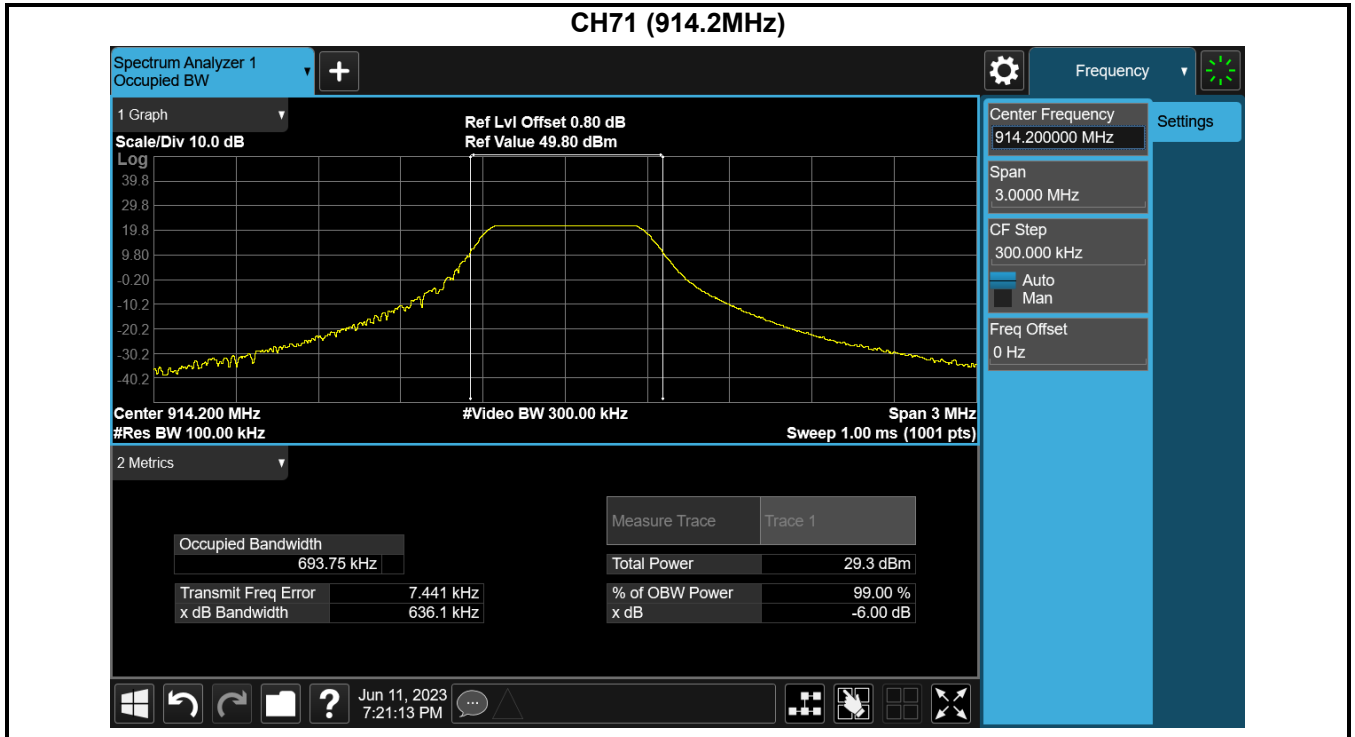 CH71 (914.2MHz)
Spectrum Analyzer 1
Occupied BW
Frequency
1 Graph
Ref Lvl Offset 0.80 dB
Scale/Div 10.0 dB
Ref Value 49.80 dBm
Log
39.8
29.8
19.8
9.80
-0.20
-10.2
-20.2
-30.2
-40.2
Center 914.200 MHz
#Video BW 300.00 kHz
Span 3 MHz
#Res BW 100.00 kHz
Sweep 1.00 ms (1001 pts)
Center Frequency
914.200000 MHz
Settings
Span
3.0000 MHz
CF Step
300.000 kHz
Auto
Man
Freq Offset
0 Hz
2 Metrics
Measure Trace Trace 1
Occupied Bandwidth
693.75 kHz
Total Power 29.3 dBm
Transmit Freq Error 7.441 kHz
% of OBW Power 99.00 %
x dB Bandwidth 636.1 kHz
x dB -6.00 dB
Jun 11, 2023
7:21:13 PM